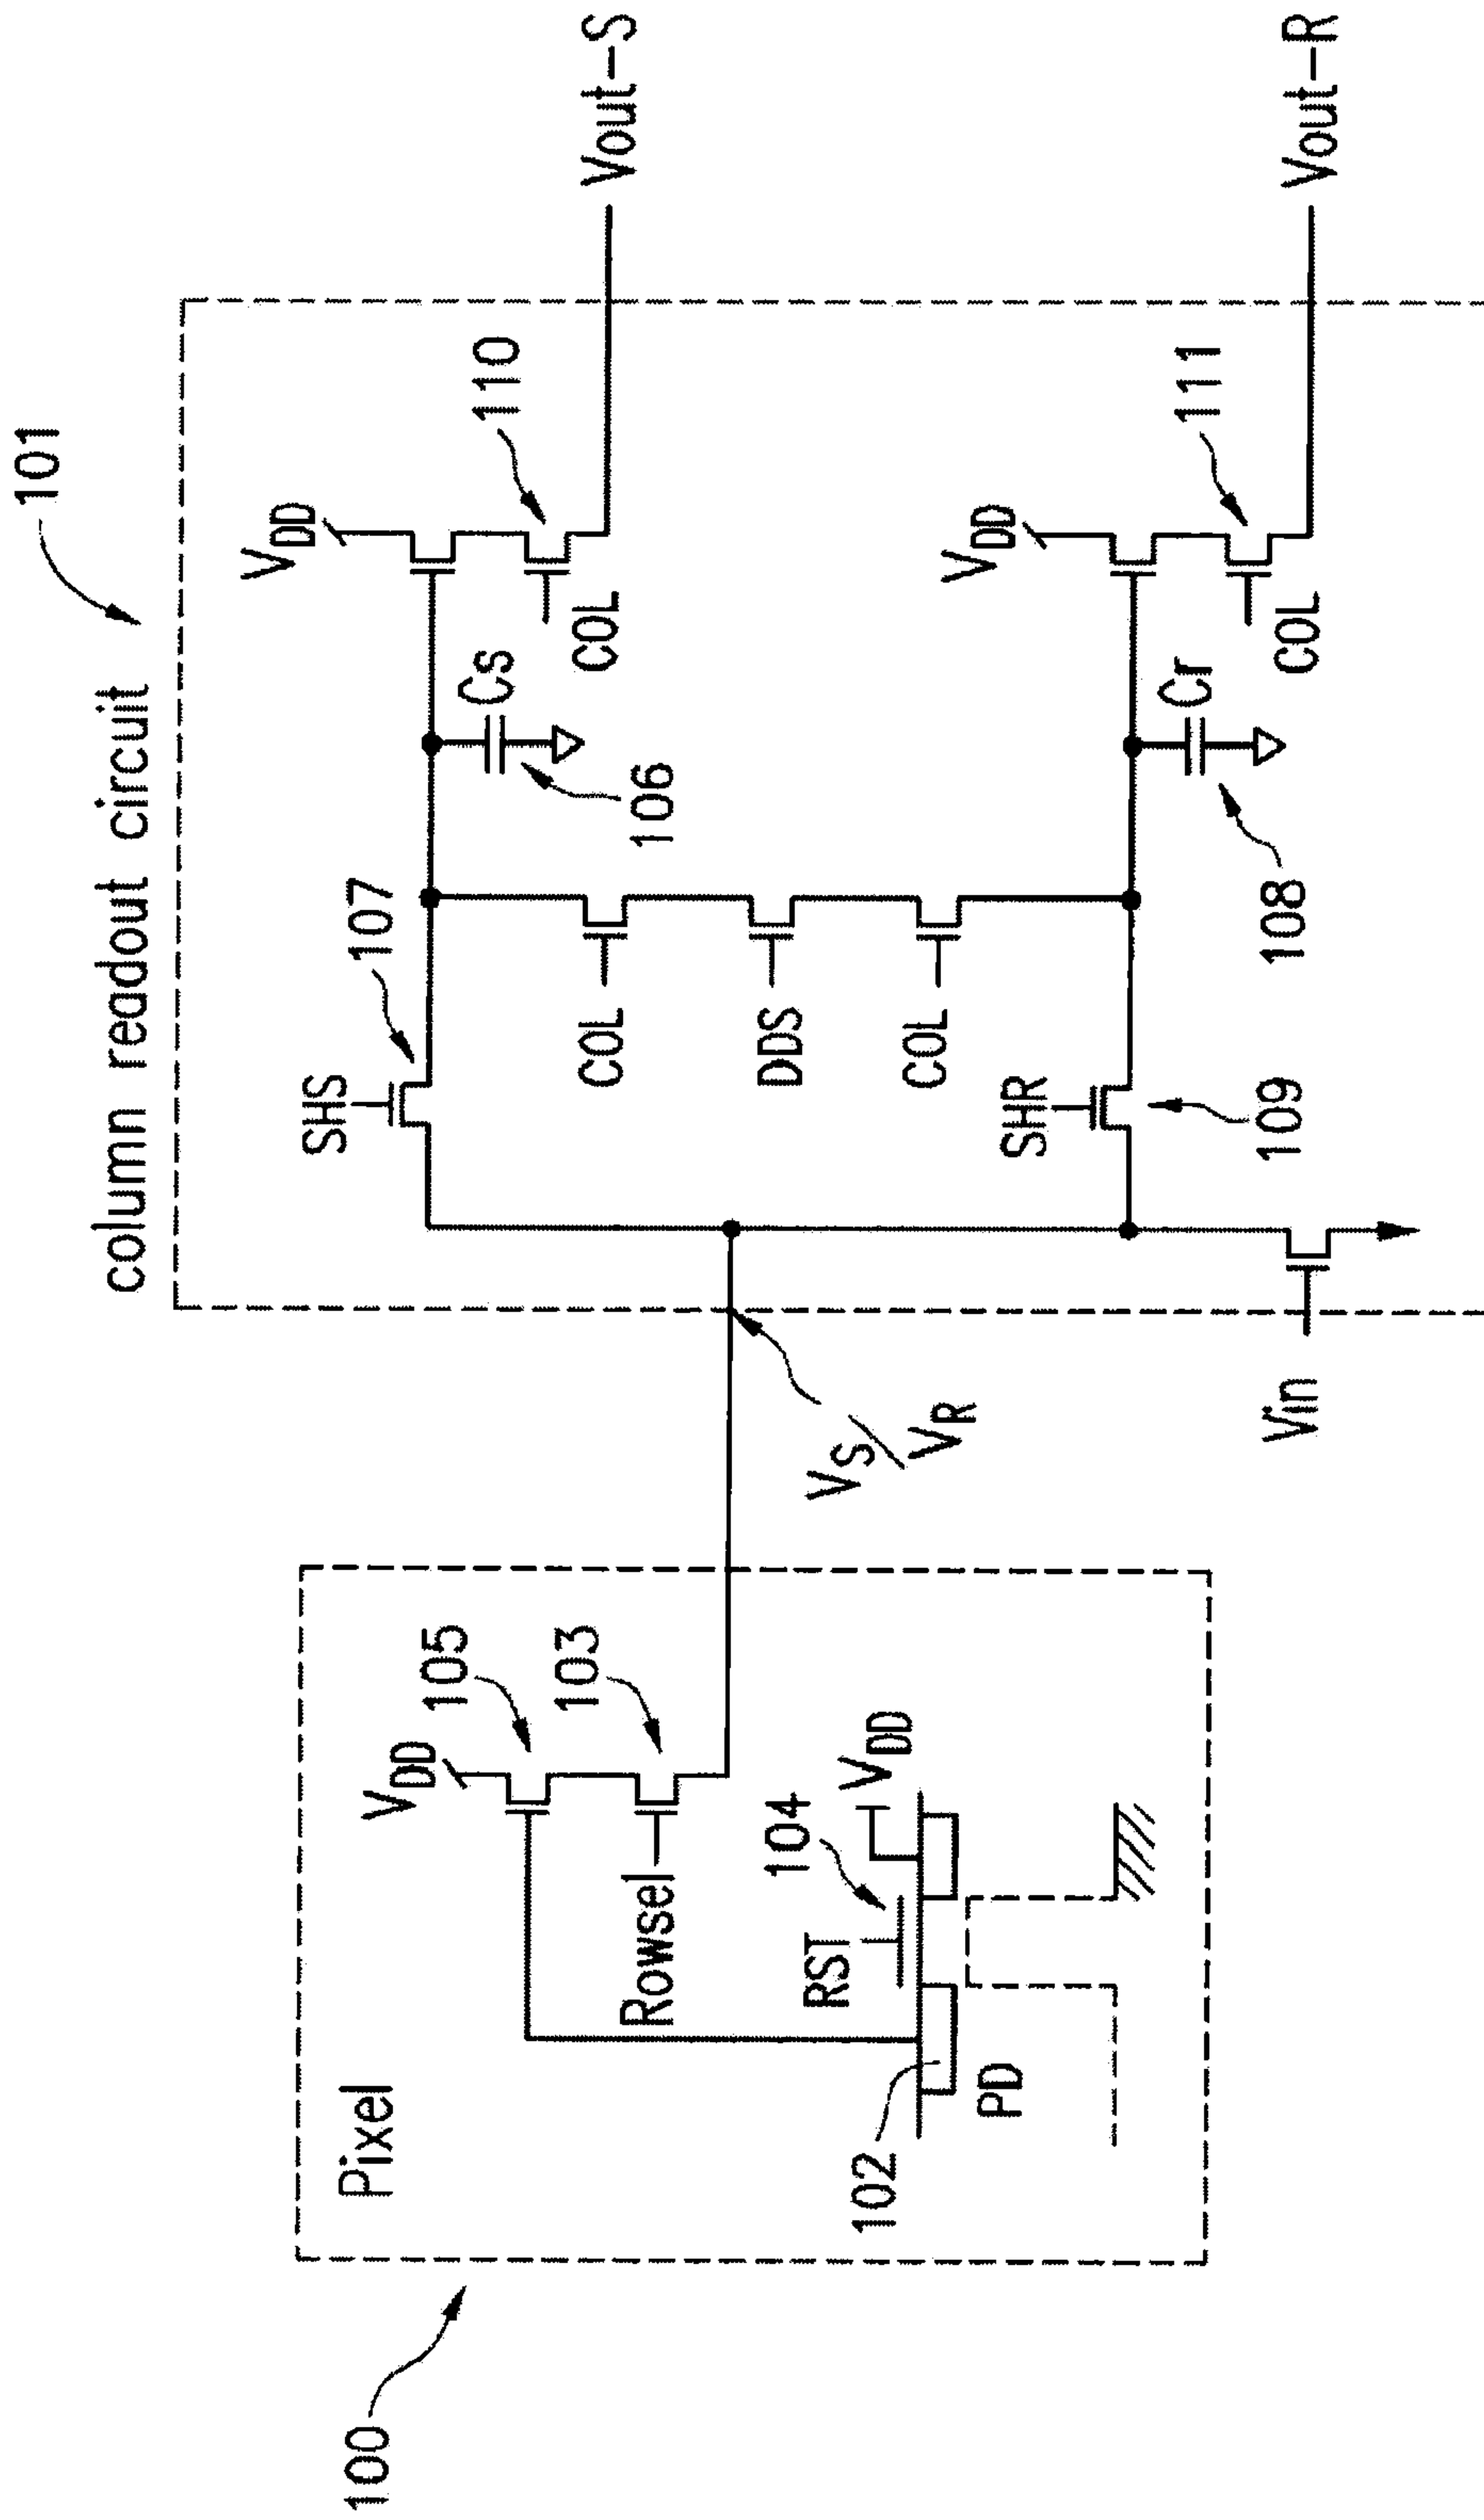 101
column readout circuit
VDD
110
Vout-S
SHS
107
Cs
COL
106
COL
DDS
COL
VDD
111
Vout-R
SHR
Cr
COL
109
108
Vin
VS/VR
100
Pixel
VDD
105
103
Rowsel
104
VDD
RST
102
PD